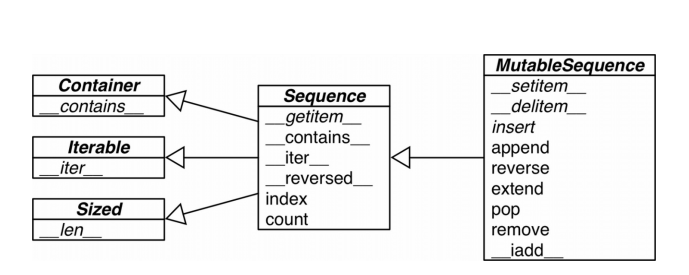 Container
__contains__
Iterable
__iter__
Sized
__len__
Sequence
__getitem__
__contains__
__iter__
__reversed__
index
count
MutableSequence
__setitem__
__delitem__
insert
append
reverse
extend
pop
remove
__iadd__